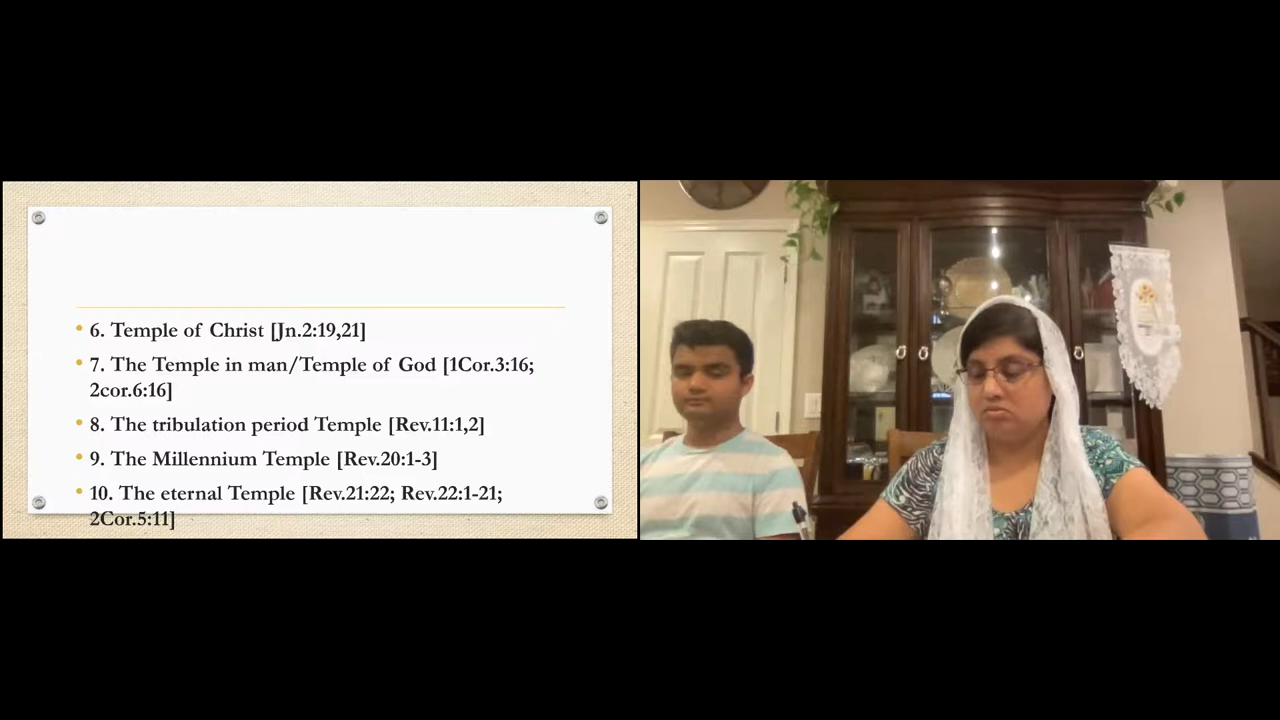 6. Temple of Christ [Jn.2:19,21]
7. The Temple in man/Temple of God [1Cor.3:16;
2cor.6:16]
8. The tribulation period Temple [Rev.11:1,2]
9. The Millennium Temple [Rev.20:1-3]
10. The eternal Temple [Rev.21:22; Rev.22:1-21;
2Cor.5:11]